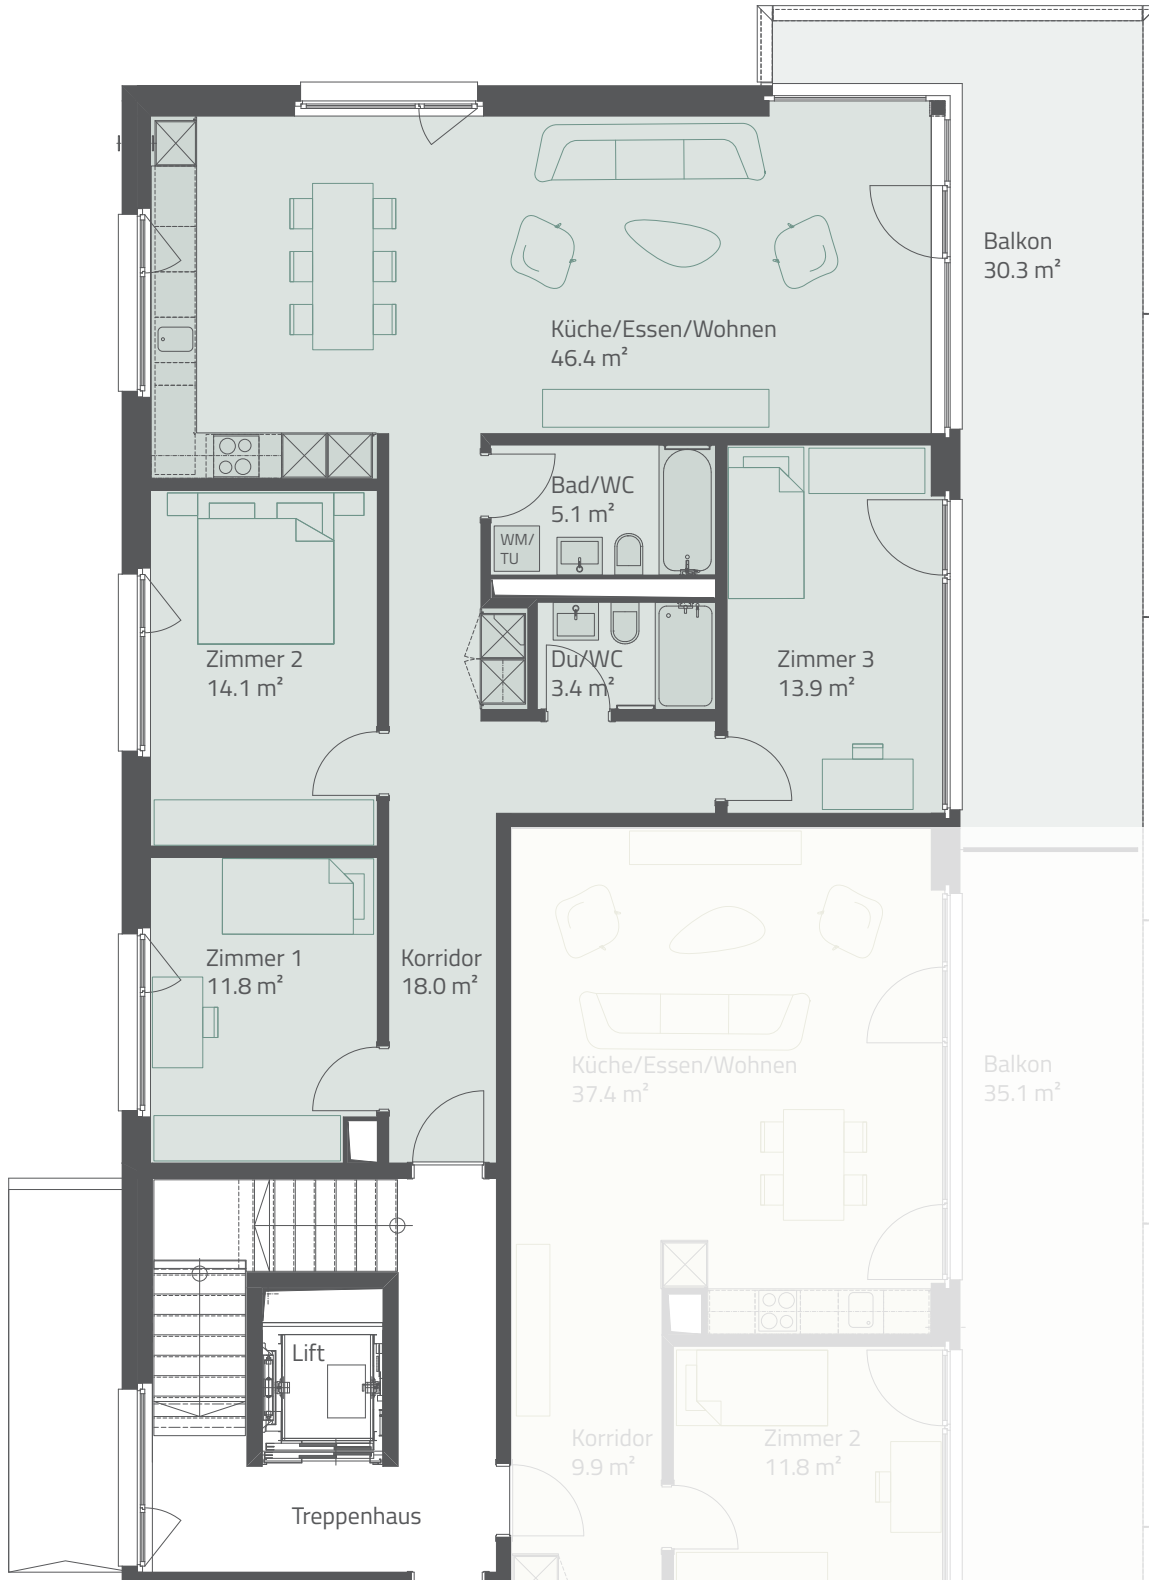 Balkon
30.3 m²
Küche/Essen/Wohnen
46.4 m²
Bad/WC
5.1 m²
WM/
TU
Zimmer 2
14.1 m²
Du/WC
3.4 m²
Zimmer 3
13.9 m²
Zimmer 1
11.8 m²
Korridor
18.0 m²
Küche/Essen/Wohnen
37.4 m²
Balkon
35.1 m²
Lift
Korridor
9.9 m²
Zimmer 2
11.8 m²
Treppenhaus